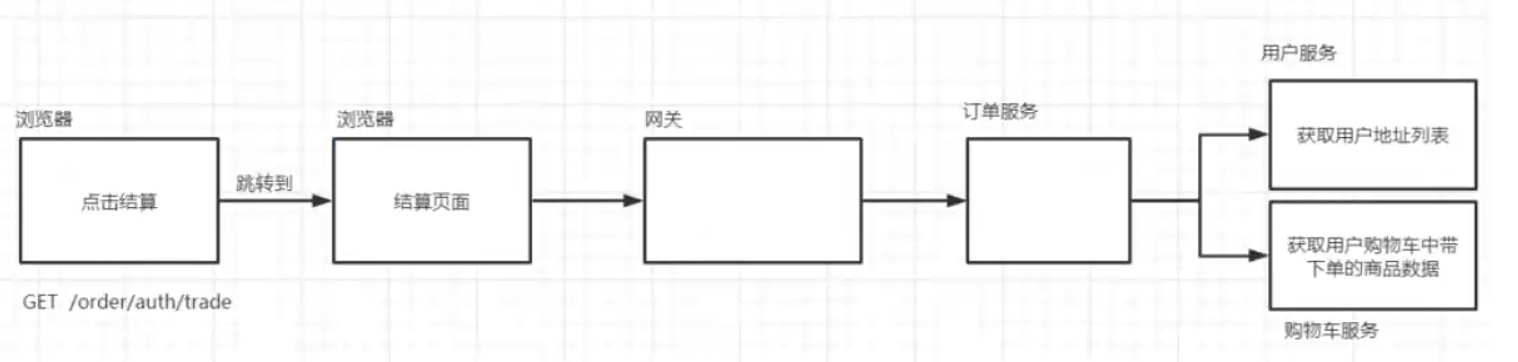 浏览器
点击结算
GET /order/auth/trade
跳转到
浏览器
结算页面
网关
订单服务
用户服务
获取用户地址列表
获取用户购物车中带
下单的商品数据
购物车服务